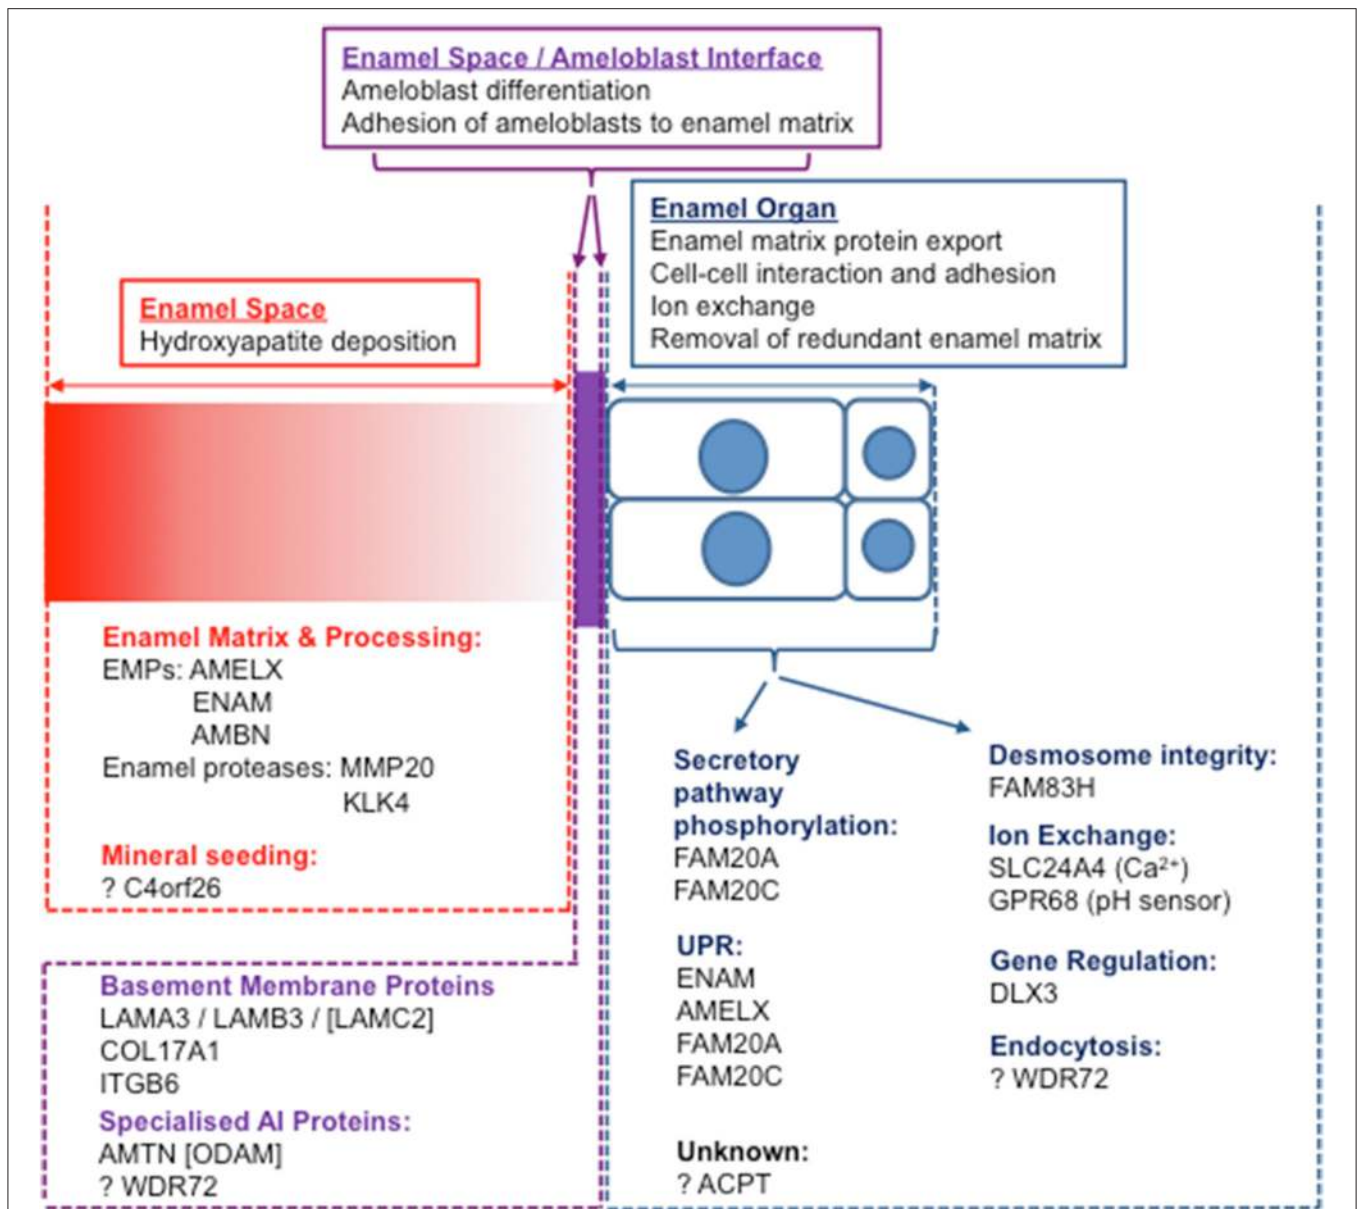 Enamel Space / Ameloblast Interface
Ameloblast differentiation
Adhesion of ameloblasts to enamel matrix
Enamel Organ
Enamel matrix protein export
Cell-cell interaction and adhesion
Ion exchange
Removal of redundant enamel matrix
Enamel Space
Hydroxyapatite deposition
Enamel Matrix & Processing:
EMPs: AMELX
ENAM
AMBN
Enamel proteases: MMP20
KLK4
Mineral seeding:
? C4orf26
Basement Membrane Proteins
LAMA3 / LAMB3 / [LAMC2]
COL17A1
ITGB6
Specialised AI Proteins:
AMTN [ODAM]
? WDR72
Secretory
pathway
phosphorylation:
FAM20A
FAM20C
UPR:
ENAM
AMELX
FAM20A
FAM20C
Unknown:
? ACPT
Desmosome integrity:
FAM83H
Ion Exchange:
SLC24A4 (Ca²⁺)
GPR68 (pH sensor)
Gene Regulation:
DLX3
Endocytosis:
? WDR72